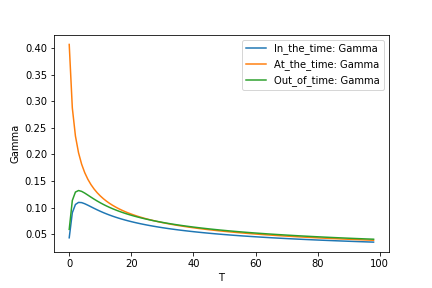 In_the_time: Gamma
At_the_time: Gamma
Out_of_time: Gamma
0.40
0.35
0.30
0.25
0.20
0.15
0.10
0.05
Gamma
0 20 40 60 80 100
T